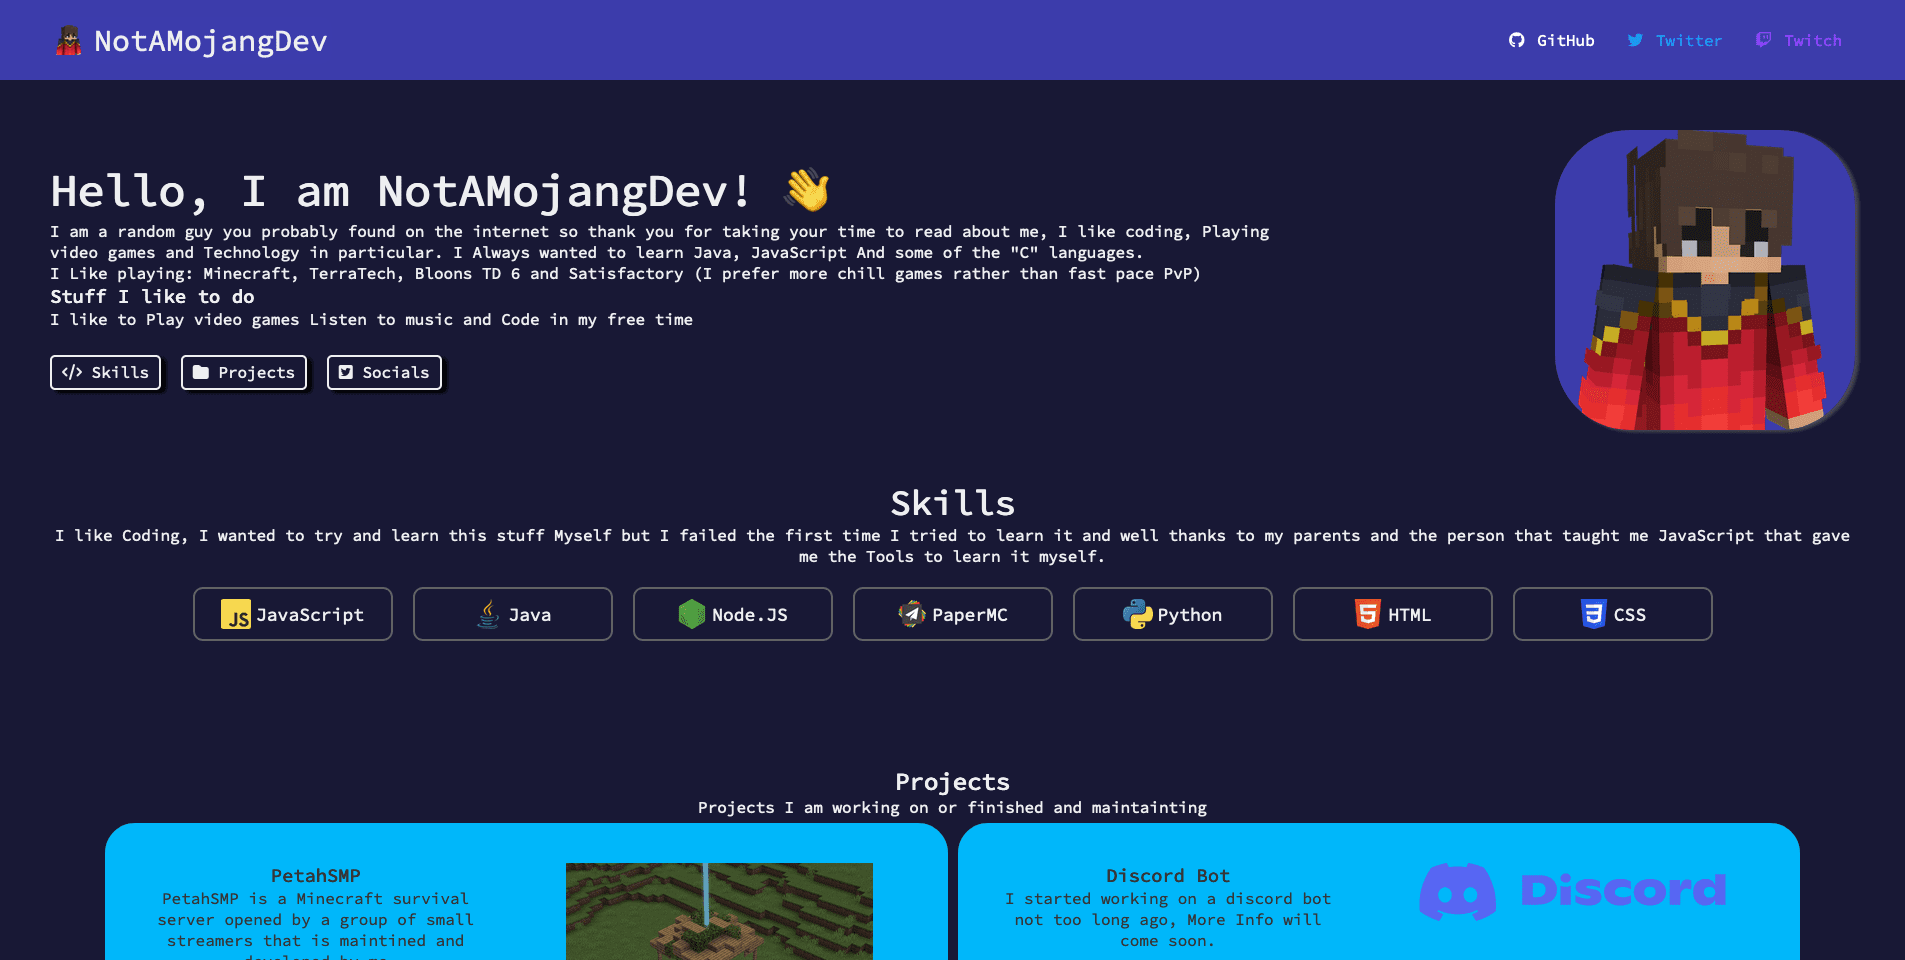 NotAMojangDev
GitHub
Twitter
Twitch
Hello, I am NotAMojangDev! 👋
I am a random guy you probably found on the internet so thank you for taking your time to read about me, I like coding, Playing
video games and Technology in particular. I Always wanted to learn Java, JavaScript And some of the "C" languages.
I Like playing: Minecraft, TerraTech, Bloons TD 6 and Satisfactory (I prefer more chill games rather than fast pace PvP)
Stuff I like to do
I like to Play video games Listen to music and Code in my free time
</> Skills
Projects
Socials
Skills
I like Coding, I wanted to try and learn this stuff Myself but I failed the first time I tried to learn it and well thanks to my parents and the person that taught me JavaScript that gave
me the Tools to learn it myself.
JS JavaScript
Java
Node.JS
PaperMC
Python
5 HTML
3 CSS
Projects
Projects I am working on or finished and maintainting
PetahSMP
PetahSMP is a Minecraft survival
server opened by a group of small
streamers that is maintined and
developed by me
Discord Bot
I started working on a discord bot
not too long ago, More Info will
come soon.
Discord